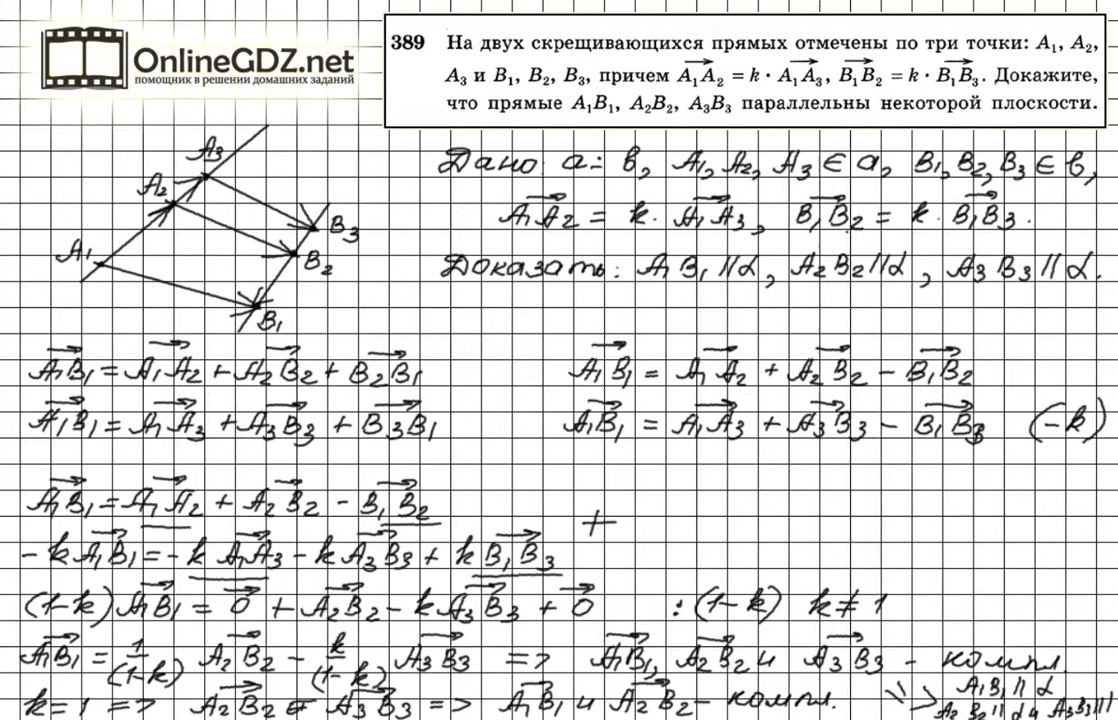 OnlineGDZ.net
помощник в решении домашних заданий
389 На двух скрещивающихся прямых отмечены по три точки: A₁, A₂,
A₃ и B₁, B₂, B₃, причем A₁A₂ = k · A₁A₃, B₁B₂ = k · B₁B₃. Докажите,
что прямые A₁B₁, A₂B₂, A₃B₃ параллельны некоторой плоскости.
A₃
A₂
A₁
B₃
B₂
B₁
Дано: a ∸ b, A₁, A₂, A₃ ∈ a, B₁, B₂, B₃ ∈ b,
A₁A₂ = k · A₁A₃, B₁B₂ = k · B₁B₃.
Доказать: A₁B₁ || α, A₂B₂ || α, A₃B₃ || α.
A₁B₁ = A₁A₂ + A₂B₂ + B₂B₁
A₁B₁ = A₁A₂ + A₂B₂ − B₁B₂
A₁B₁ = A₁A₃ + A₃B₃ + B₃B₁
A₁B₁ = A₁A₃ + A₃B₃ − B₁B₃ (−k)
A₁B₁ = A₁A₂ + A₂B₂ − B₁B₂
+
−kA₁B₁ = −kA₁A₃ − kA₃B₃ + kB₁B₃
(1−k)A₁B₁ = 0 + A₂B₂ − kA₃B₃ + 0 : (1−k) k ≠ 1
A₁B₁ = 1/(1−k) A₂B₂ − k/(1−k) A₃B₃ => A₁B₁, A₂B₂ и A₃B₃ − компл.
k = 1 => A₂B₂ = A₃B₃ => A₁B₁ и A₂B₂ − компл.
=> A₁B₁ || α
A₂B₂ || α и A₃B₃ ||